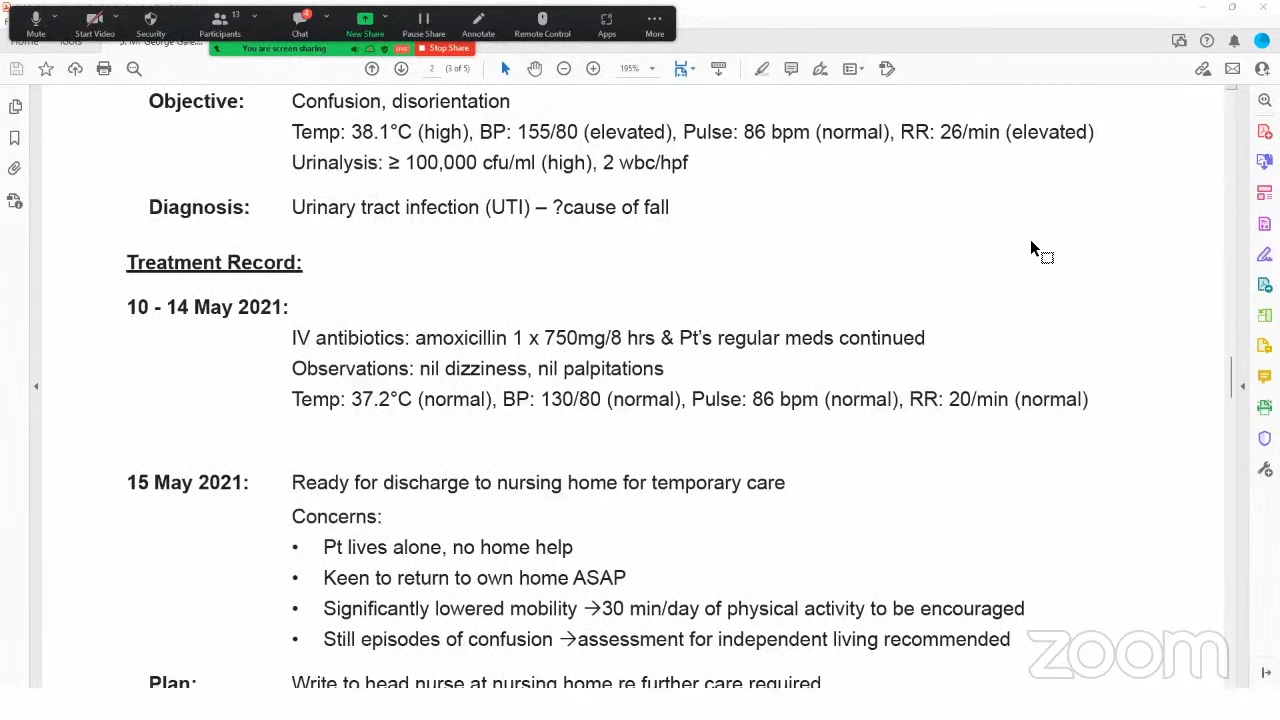 Mute
Start Video
Security
Participants
13
Chat
4
New Share
Pause Share
Annotate
Remote Control
Apps
More
You are screen sharing
LIVE
Stop Share
2 (3 of 5)
195%
Objective: Confusion, disorientation
Temp: 38.1°C (high), BP: 155/80 (elevated), Pulse: 86 bpm (normal), RR: 26/min (elevated)
Urinalysis: ≥ 100,000 cfu/ml (high), 2 wbc/hpf
Diagnosis: Urinary tract infection (UTI) – ?cause of fall
Treatment Record:
10 - 14 May 2021:
IV antibiotics: amoxicillin 1 x 750mg/8 hrs & Pt's regular meds continued
Observations: nil dizziness, nil palpitations
Temp: 37.2°C (normal), BP: 130/80 (normal), Pulse: 86 bpm (normal), RR: 20/min (normal)
15 May 2021: Ready for discharge to nursing home for temporary care
Concerns:
• Pt lives alone, no home help
• Keen to return to own home ASAP
• Significantly lowered mobility →30 min/day of physical activity to be encouraged
• Still episodes of confusion →assessment for independent living recommended
zoom
Plan: Write to head nurse at nursing home re further care required